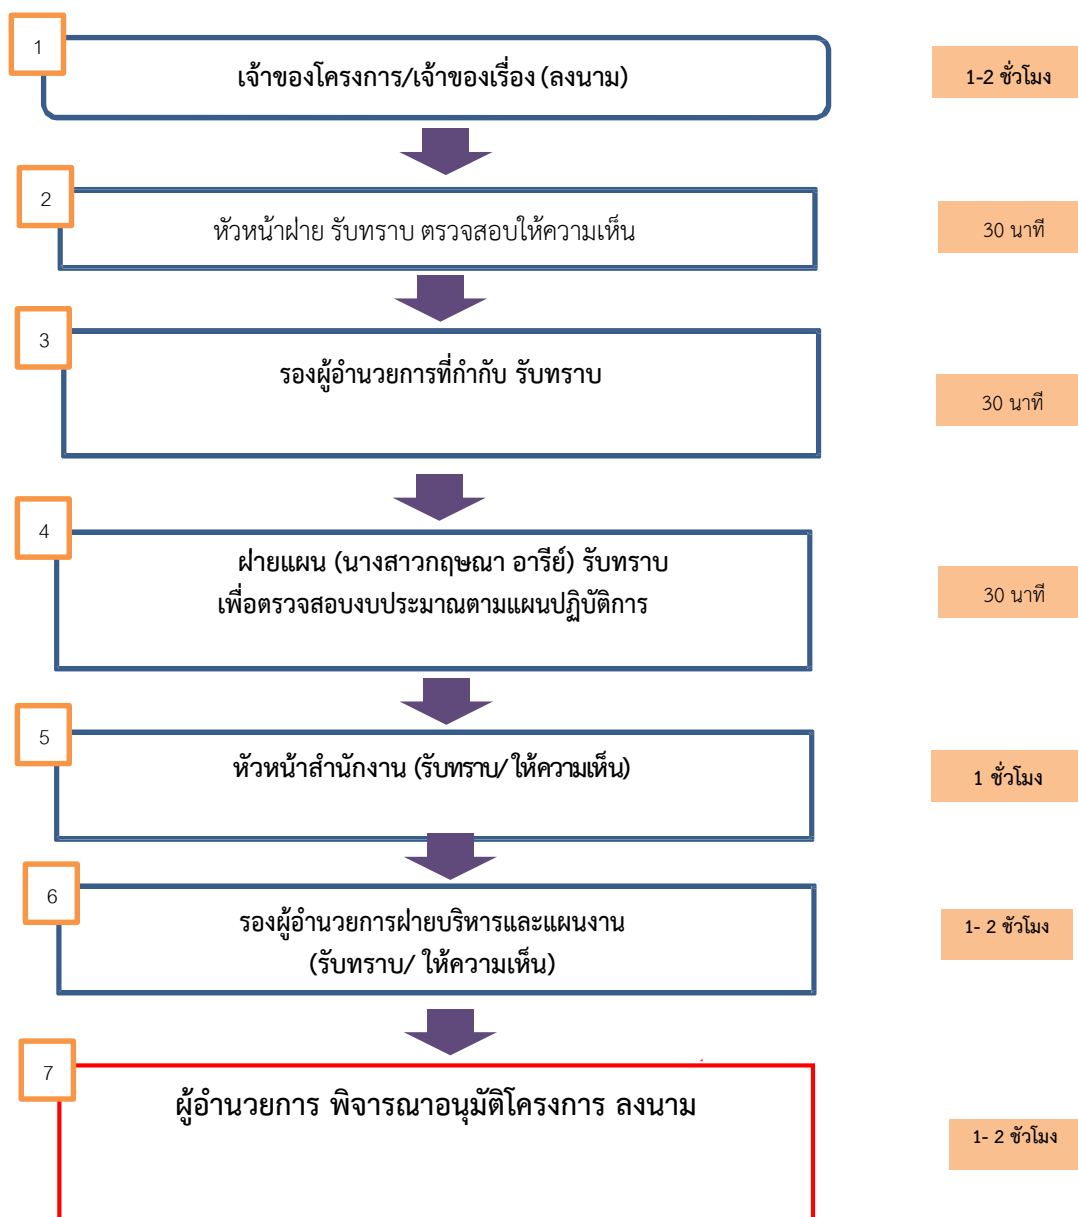 1
เจ้าของโครงการ/เจ้าของเรื่อง (ลงนาม)
1-2 ชั่วโมง
2
หัวหน้าฝ่าย รับทราบ ตรวจสอบให้ความเห็น
30 นาที
3
รองผู้อำนวยการที่กำกับ รับทราบ
30 นาที
4
ฝ่ายแผน (นางสาวกฤษณา อารีย์) รับทราบ
เพื่อตรวจสอบงบประมาณตามแผนปฏิบัติการ
30 นาที
5
หัวหน้าสำนักงาน (รับทราบ/ ให้ความเห็น)
1 ชั่วโมง
6
รองผู้อำนวยการฝ่ายบริหารและแผนงาน
(รับทราบ/ ให้ความเห็น)
1- 2 ชัวโมง
7
ผู้อำนวยการ พิจารณาอนุมัติโครงการ ลงนาม
1- 2 ชัวโมง